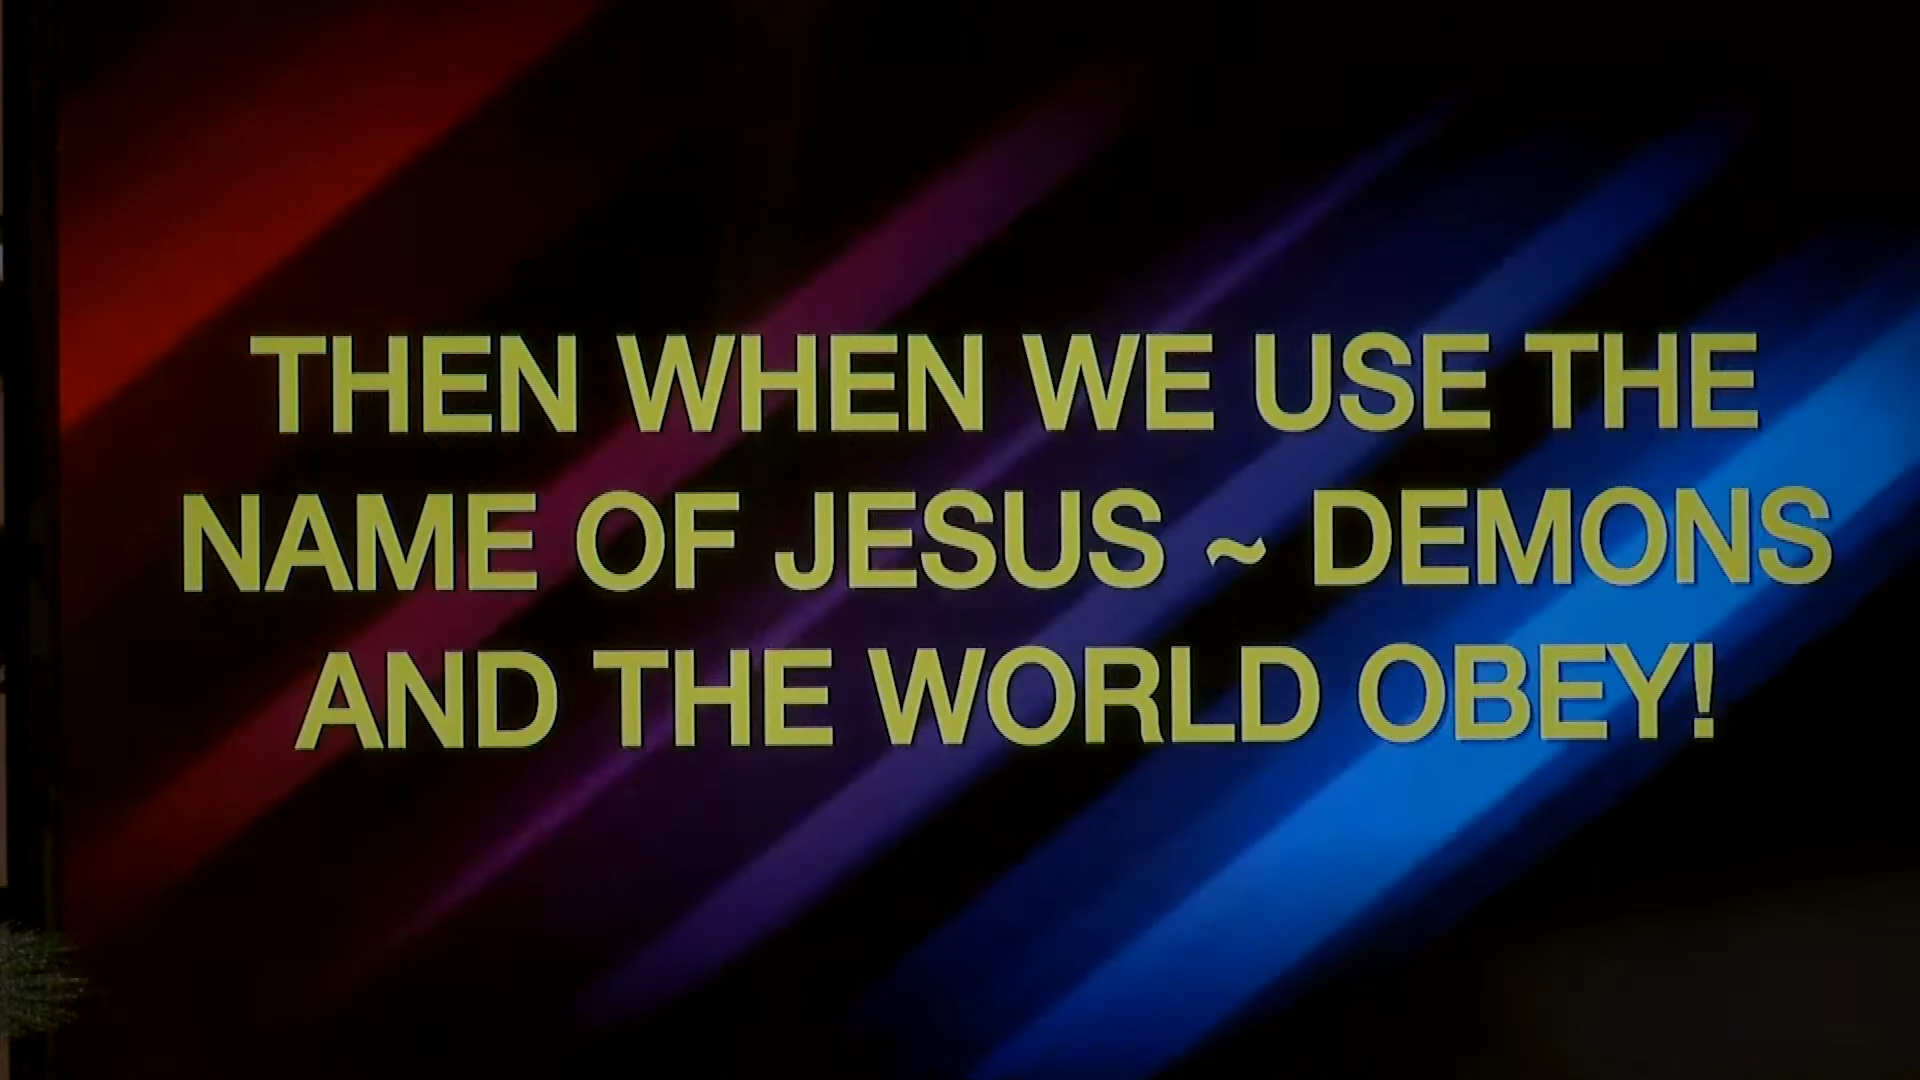 THEN WHEN WE USE THE
NAME OF JESUS ~ DEMONS
AND THE WORLD OBEY!